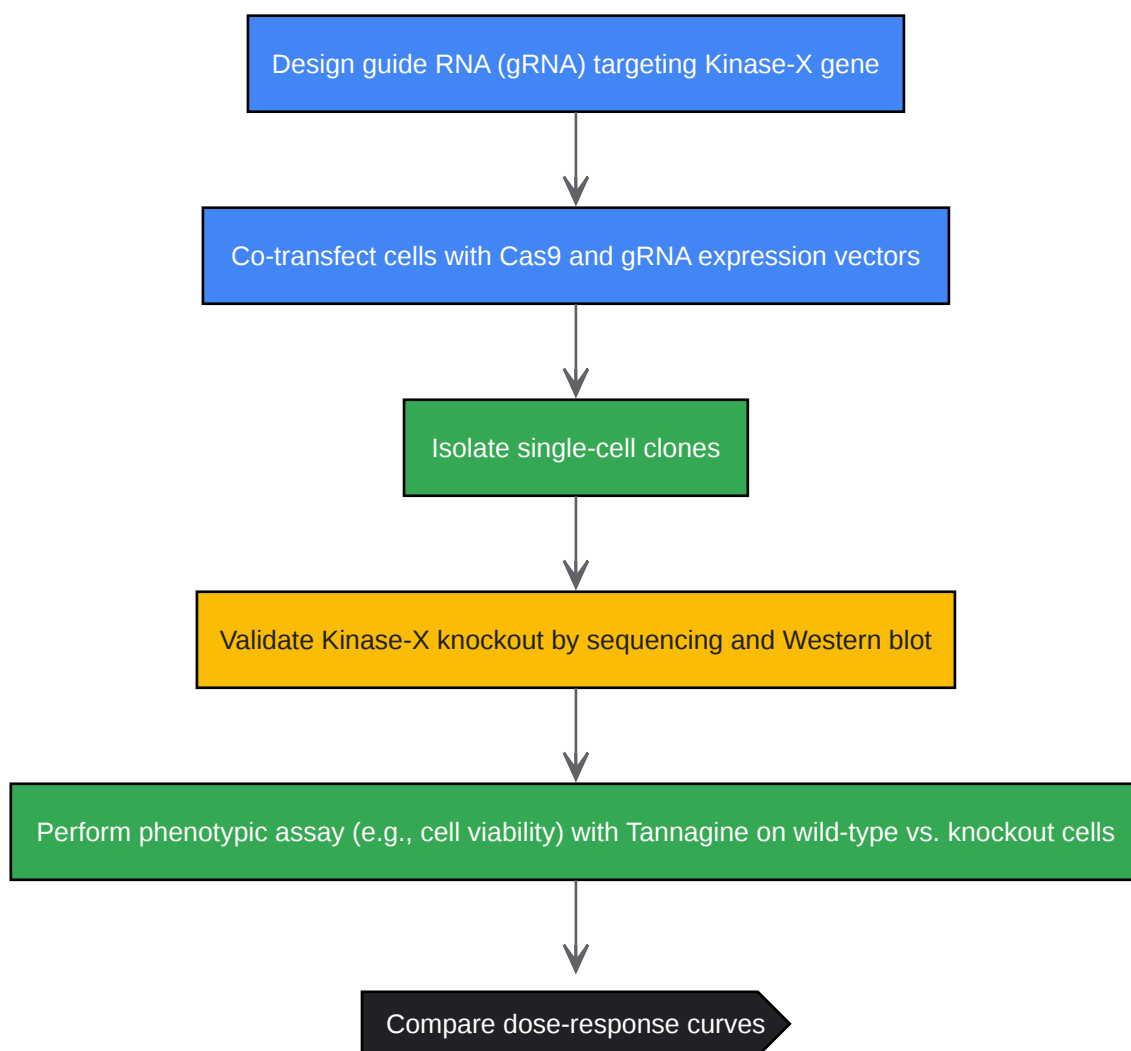 Design guide RNA (gRNA) targeting Kinase-X gene
Co-transfect cells with Cas9 and gRNA expression vectors
Isolate single-cell clones
Validate Kinase-X knockout by sequencing and Western blot
Perform phenotypic assay (e.g., cell viability) with Tannagine on wild-type vs. knockout cells
Compare dose-response curves